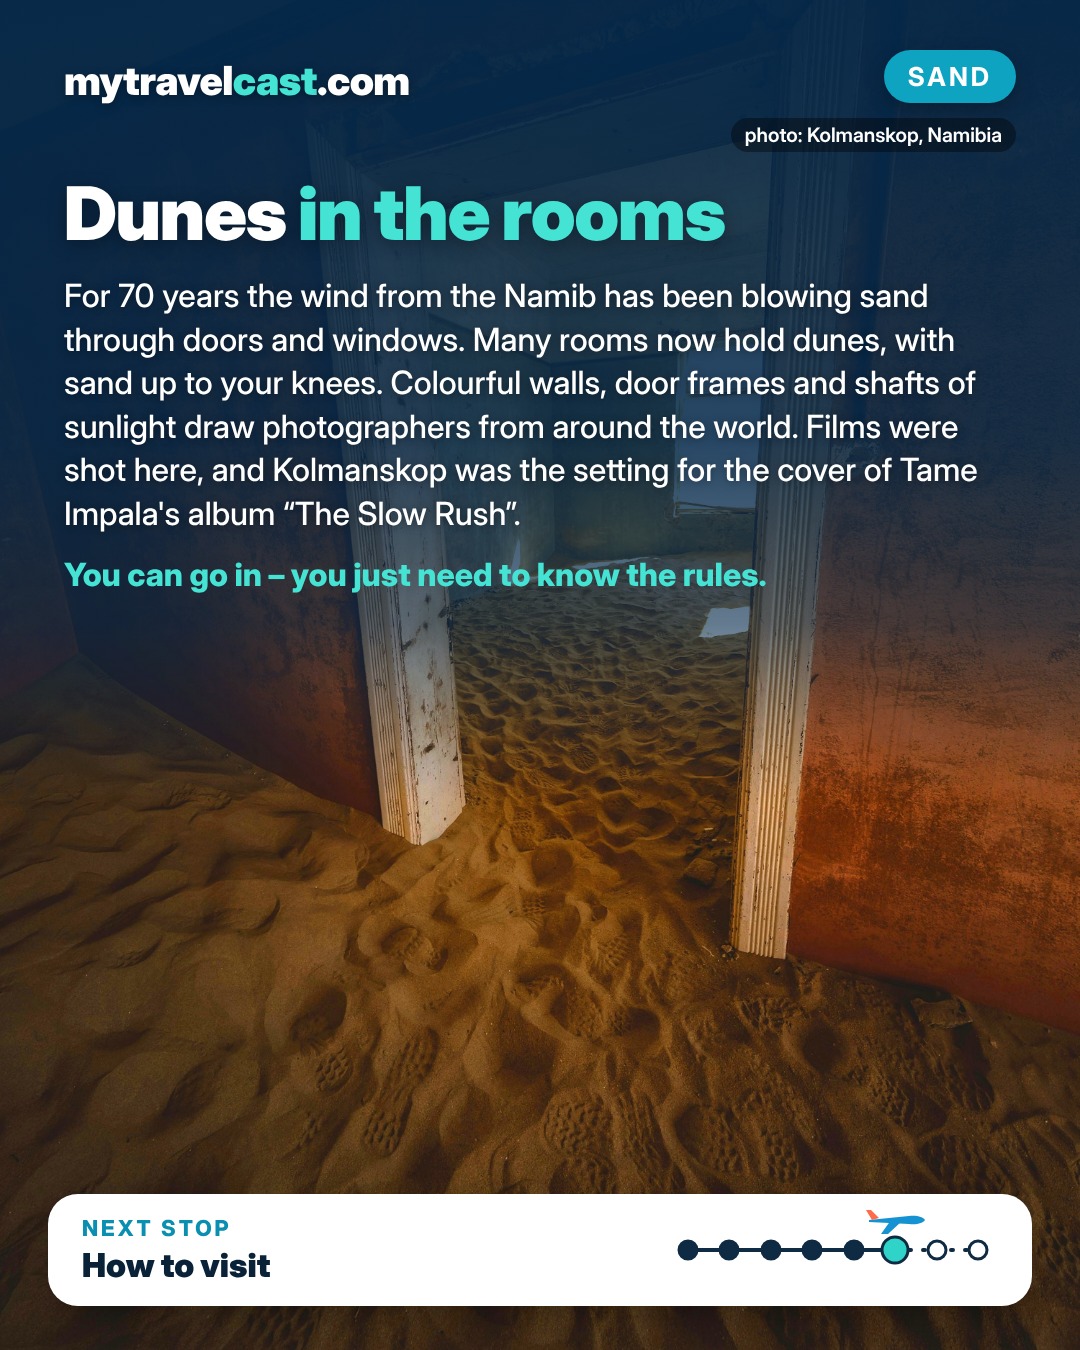 mytravelcast.com
SAND
photo: Kolmanskop, Namibia
Dunes in the rooms
For 70 years the wind from the Namib has been blowing sand
through doors and windows. Many rooms now hold dunes, with
sand up to your knees. Colourful walls, door frames and shafts of
sunlight draw photographers from around the world. Films were
shot here, and Kolmanskop was the setting for the cover of Tame
Impala's album “The Slow Rush”.
You can go in – you just need to know the rules.
NEXT STOP
How to visit